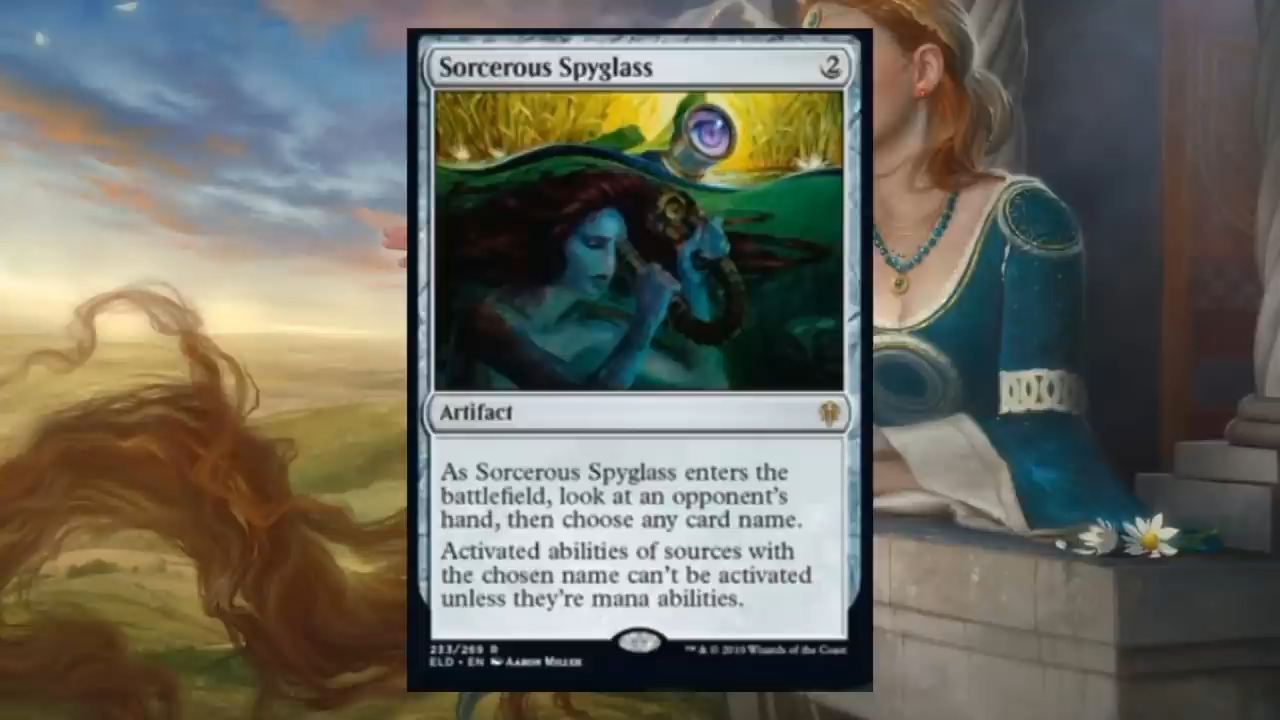 Sorcerous Spyglass 2
Artifact
As Sorcerous Spyglass enters the
battlefield, look at an opponent's
hand, then choose any card name.
Activated abilities of sources with
the chosen name can't be activated
unless they're mana abilities.
233/269 R
™ & © 2019 Wizards of the Coast
ELD • EN Aaron Miller